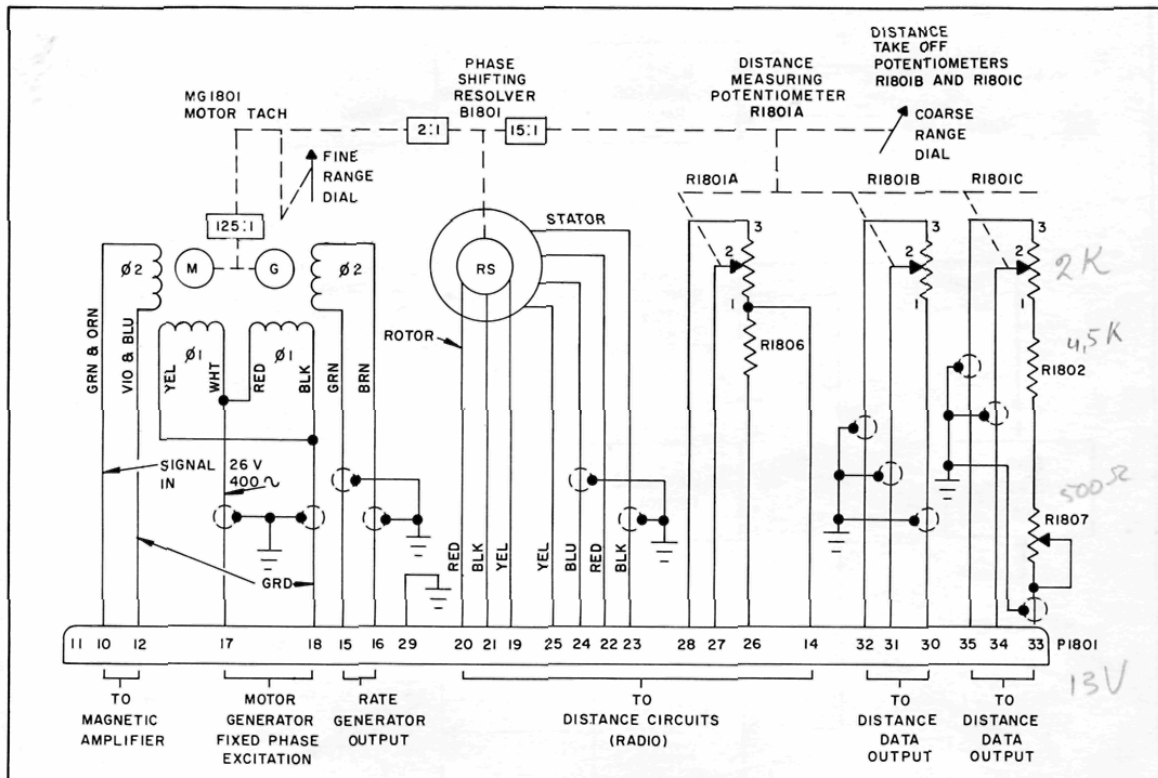 DISTANCE
TAKE OFF
POTENTIOMETERS
R1801B AND R1801C
PHASE
SHIFTING
RESOLVER
B1801
DISTANCE
MEASURING
POTENTIOMETER
R1801A
MG1801
MOTOR TACH
2:1
15:1
COARSE
RANGE
DIAL
FINE
RANGE
DIAL
125:1
R1801A
R1801B
R1801C
STATOR
3
3
3
Ø2
M
G
Ø2
RS
2
2
2
2K
1
1
1
ROTOR
R1806
4,5K
R1802
GRN & ORN
VIO & BLU
Ø1
YEL
WHT
Ø1
RED
BLK
GRN
BRN
SIGNAL
IN
26 V
400~
500Ω
R1807
GRD
RED
BLK
YEL
YEL
BLU
RED
BLK
11 10 12 17 18 15 16 29 20 21 19 25 24 22 23 28 27 26 14 32 31 30 35 34 33 P1801
13V
TO
MAGNETIC
AMPLIFIER
MOTOR
GENERATOR
FIXED PHASE
EXCITATION
RATE
GENERATOR
OUTPUT
TO
DISTANCE CIRCUITS
(RADIO)
TO
DISTANCE
DATA
OUTPUT
TO
DISTANCE
DATA
OUTPUT